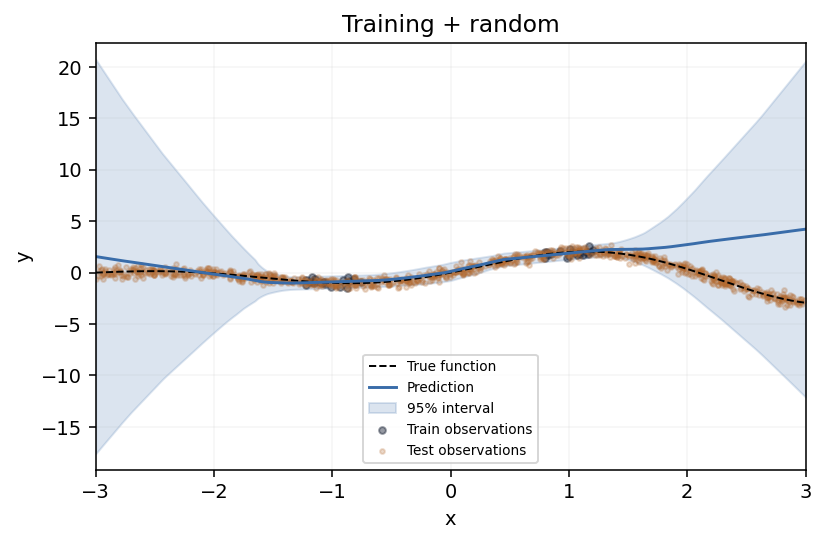 Training + random
y
20
15
10
5
0
−5
−10
−15
True function
Prediction
95% interval
Train observations
Test observations
−3 −2 −1 0 1 2 3
x